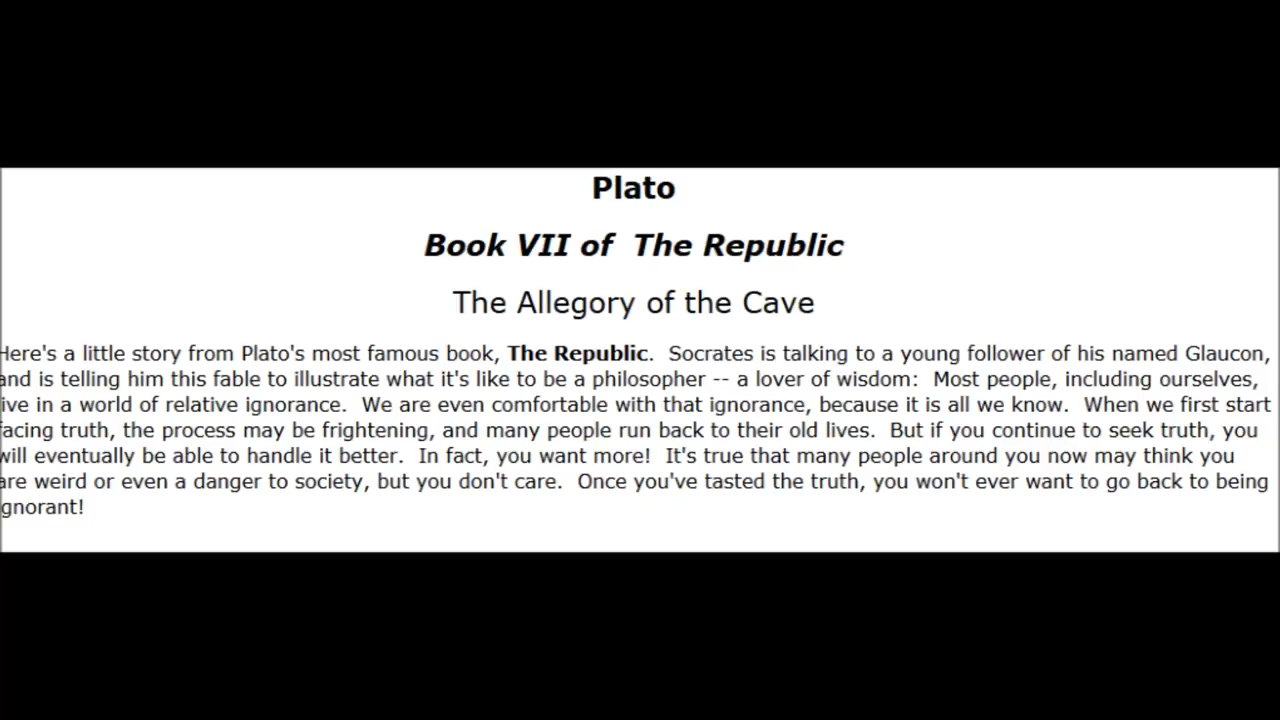 Plato
Book VII of The Republic
The Allegory of the Cave
Here's a little story from Plato's most famous book, The Republic. Socrates is talking to a young follower of his named Glaucon,
and is telling him this fable to illustrate what it's like to be a philosopher -- a lover of wisdom: Most people, including ourselves,
live in a world of relative ignorance. We are even comfortable with that ignorance, because it is all we know. When we first start
facing truth, the process may be frightening, and many people run back to their old lives. But if you continue to seek truth, you
will eventually be able to handle it better. In fact, you want more! It's true that many people around you now may think you
are weird or even a danger to society, but you don't care. Once you've tasted the truth, you won't ever want to go back to being
ignorant!